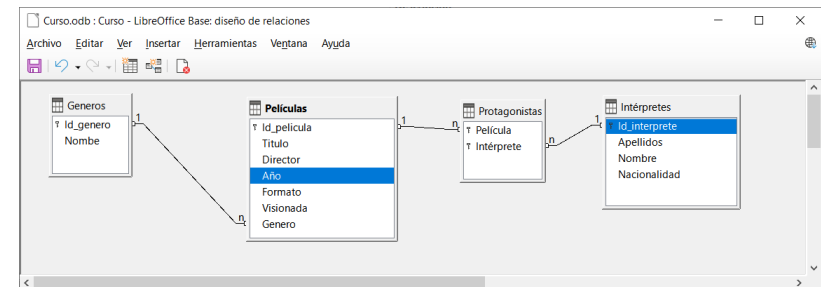 Curso.odb : Curso - LibreOffice Base: diseño de relaciones
Archivo Editar Ver Insertar Herramientas Ventana Ayuda
Generos
Id_genero
Nombe
1
n
Películas
Id_pelicula
Titulo
Director
Año
Formato
Visionada
Genero
1
n
Protagonistas
Película
Intérprete
n
1
Intérpretes
Id_interprete
Apellidos
Nombre
Nacionalidad